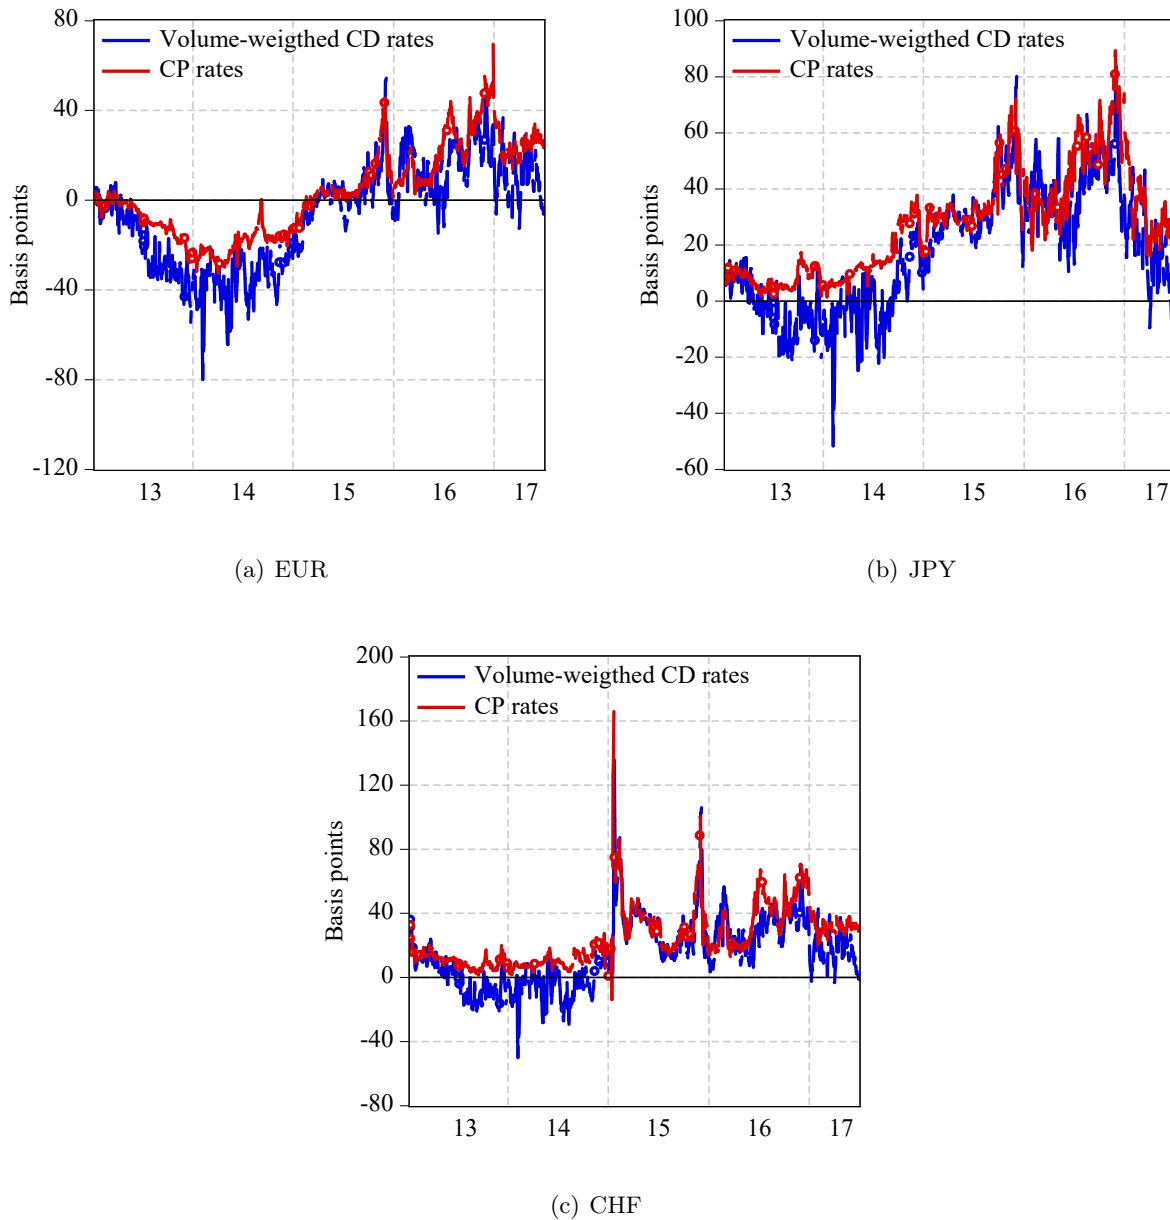 80
40
0
-40
-80
-120
Basis points
Volume-weigthed CD rates
CP rates
13 14 15 16 17
(a) EUR
100
80
60
40
20
0
-20
-40
-60
Basis points
Volume-weigthed CD rates
CP rates
13 14 15 16 17
(b) JPY
200
160
120
80
40
0
-40
-80
Basis points
Volume-weigthed CD rates
CP rates
13 14 15 16 17
(c) CHF